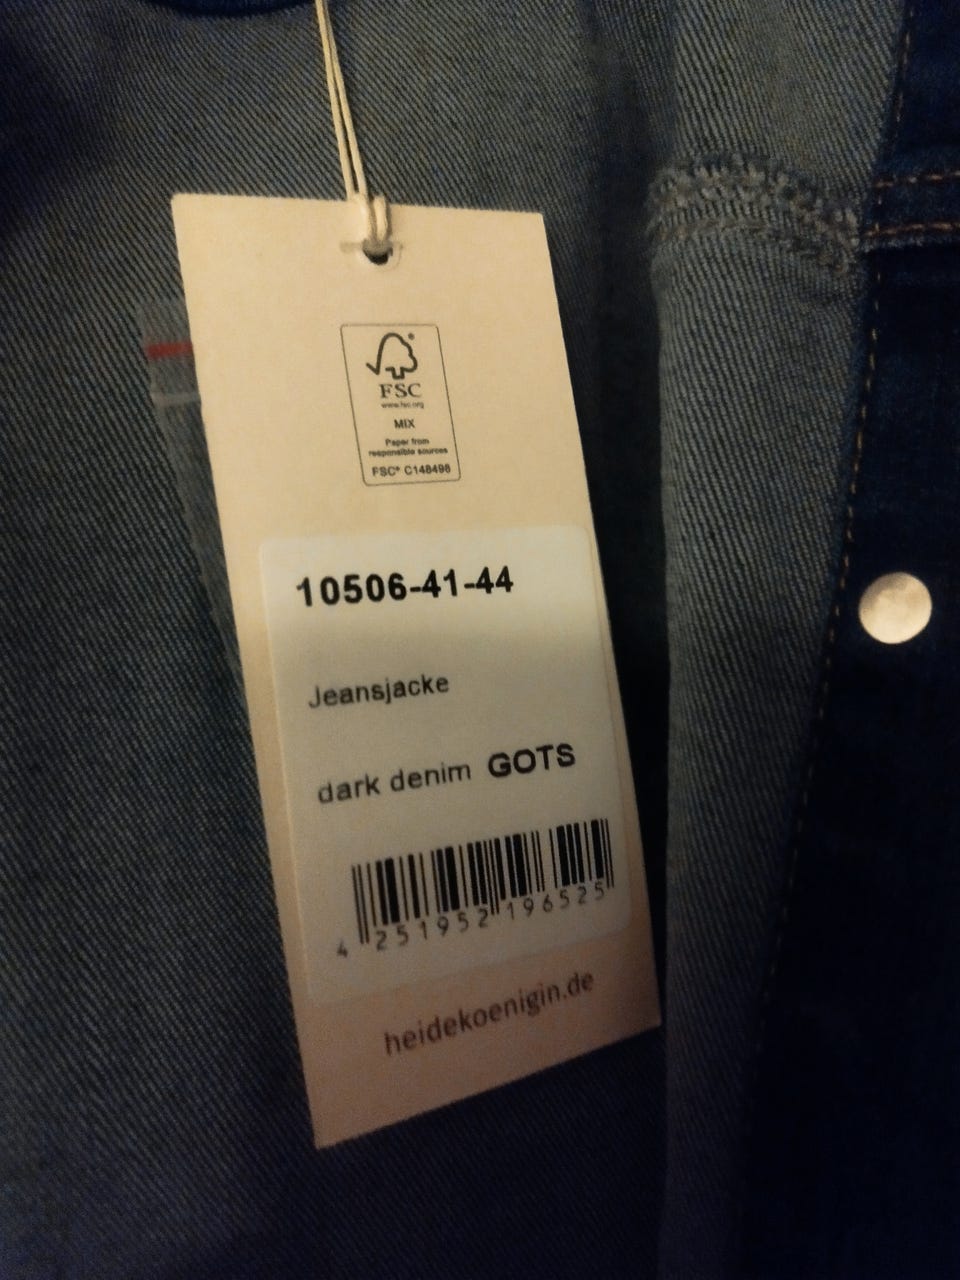 FSC
www.fsc.org
MIX
Paper from
responsible sources
FSC® C148498
10506-41-44
Jeansjacke
dark denim GOTS
4 251952 196525
heidekoenigin.de